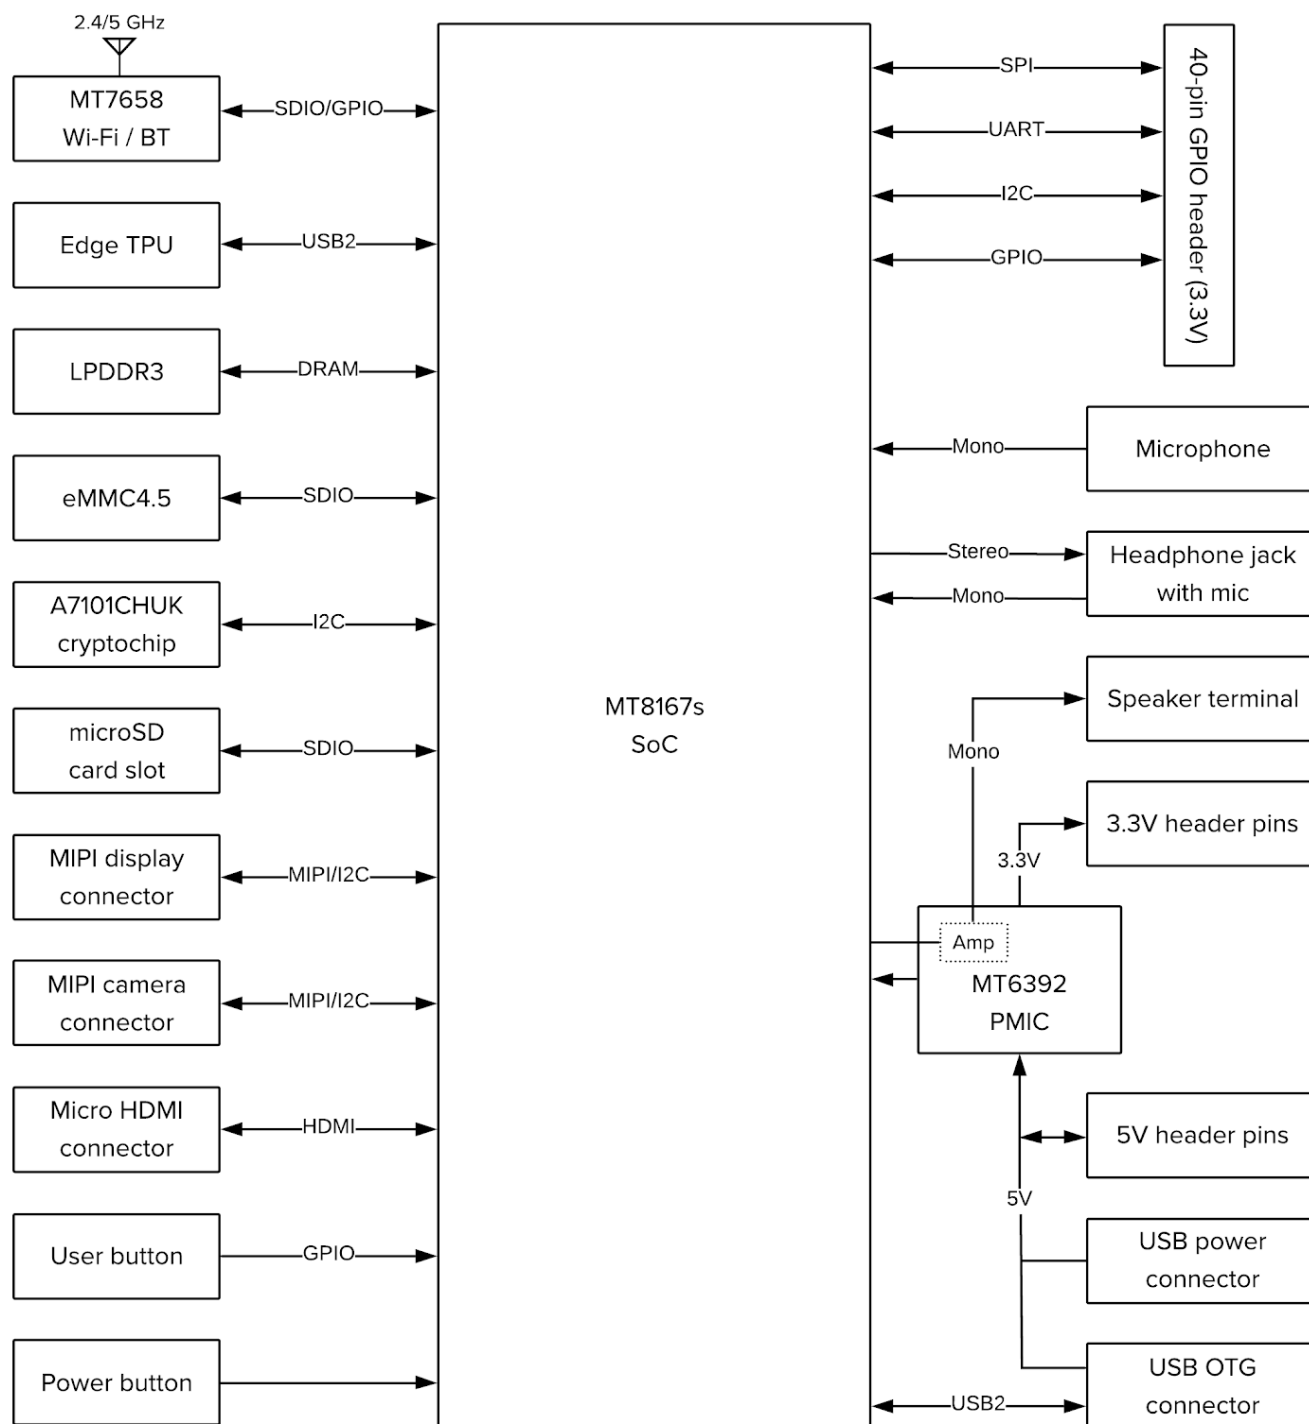 2.4/5 GHz
MT7658
Wi-Fi / BT
SDIO/GPIO
Edge TPU
USB2
LPDDR3
DRAM
eMMC4.5
SDIO
A7101CHUK
cryptochip
I2C
microSD
card slot
SDIO
MIPI display
connector
MIPI/I2C
MIPI camera
connector
MIPI/I2C
Micro HDMI
connector
HDMI
User button
GPIO
Power button
MT8167s
SoC
SPI
UART
I2C
GPIO
40-pin GPIO header (3.3V)
Mono
Microphone
Stereo
Mono
Headphone jack
with mic
Speaker terminal
Mono
3.3V header pins
3.3V
Amp
MT6392
PMIC
5V header pins
5V
USB power
connector
USB OTG
connector
USB2